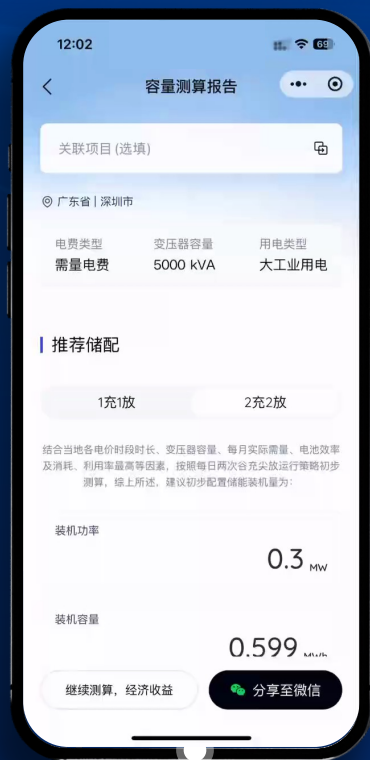 12:02
69
容量测算报告
关联项目 (选填)
广东省 | 深圳市
电费类型 变压器容量 用电类型
需量电费 5000 kVA 大工业用电
推荐储配
1充1放 2充2放
结合当地各电价时段时长、变压器容量、每月实际需量、电池效率
及消耗、利用率最高等因素，按照每日两次谷充尖放运行策略初步
测算，综上所述，建议初步配置储能装机量为：
装机功率
0.3 MW
装机容量
0.599 MWh
继续测算，经济收益 分享至微信